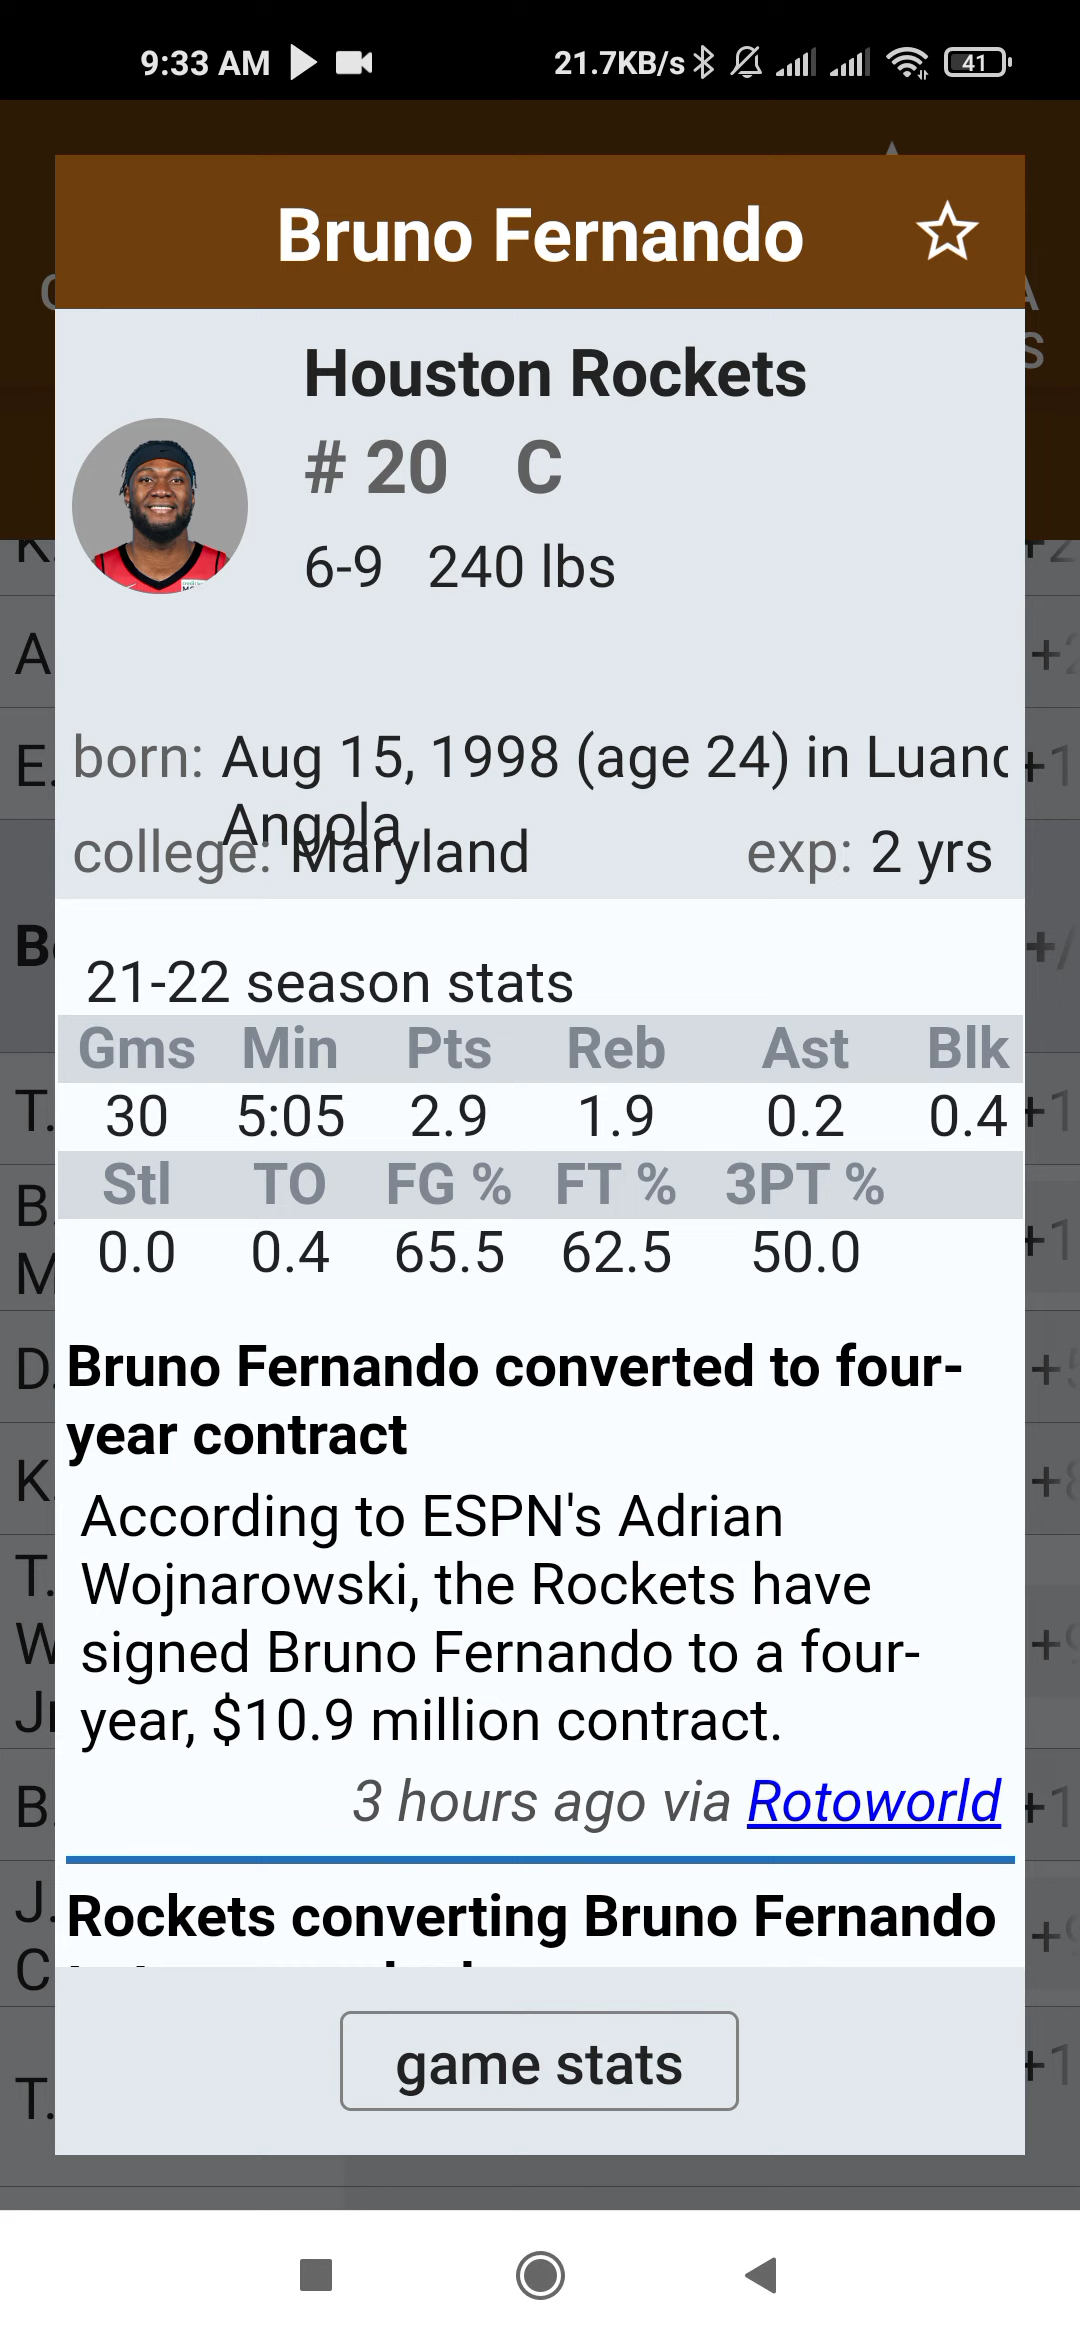 9:33 AM 21.7KB/s 41
Bruno Fernando
Houston Rockets
# 20 C
6-9 240 lbs
born: Aug 15, 1998 (age 24) in Luand
Angola
college: Maryland exp: 2 yrs
21-22 season stats
Gms Min Pts Reb Ast Blk
30 5:05 2.9 1.9 0.2 0.4
Stl TO FG % FT % 3PT %
0.0 0.4 65.5 62.5 50.0
Bruno Fernando converted to four-
year contract
According to ESPN's Adrian
Wojnarowski, the Rockets have
signed Bruno Fernando to a four-
year, $10.9 million contract.
3 hours ago via Rotoworld
Rockets converting Bruno Fernando
game stats